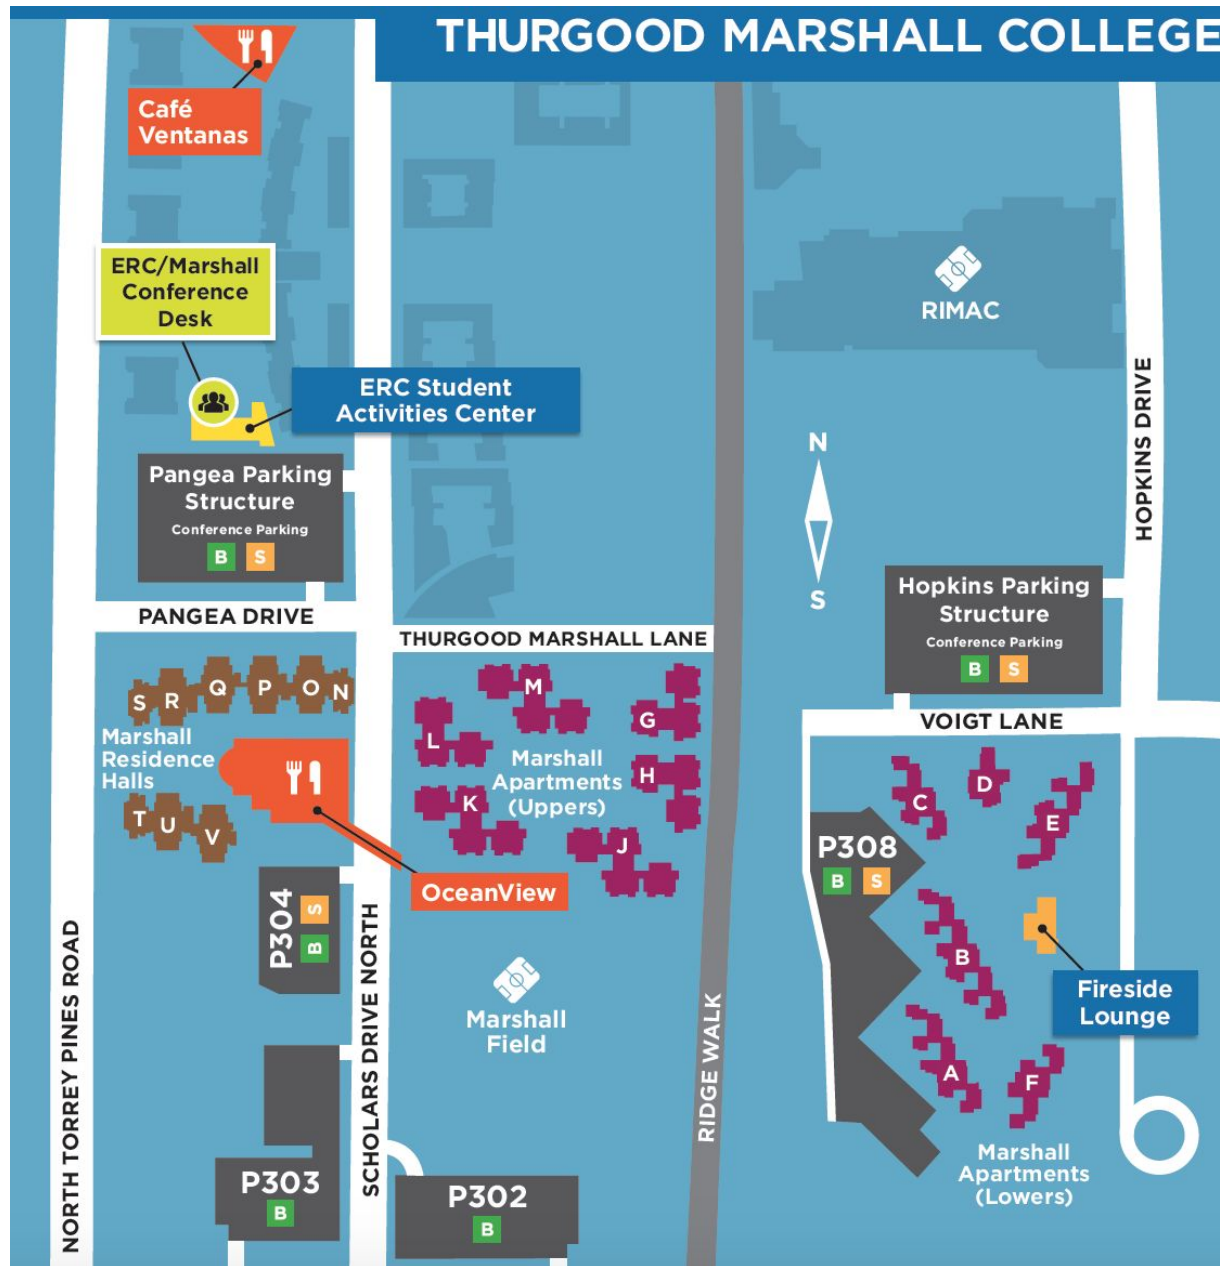 THURGOOD MARSHALL COLLEGE
Café
Ventanas
ERC/Marshall
Conference
Desk
RIMAC
ERC Student
Activities Center
HOPKINS DRIVE
N
S
Pangea Parking
Structure
Conference Parking
B S
Hopkins Parking
Structure
Conference Parking
B S
PANGEA DRIVE
THURGOOD MARSHALL LANE
VOIGT LANE
S R Q P O N
Marshall
Residence
Halls
T U V
M
G
L
H
K
J
Marshall
Apartments
(Uppers)
C
D
E
P308
B S
OceanView
P304
B S
B
Fireside
Lounge
NORTH TORREY PINES ROAD
SCHOLARS DRIVE NORTH
Marshall
Field
RIDGE WALK
A
F
Marshall
Apartments
(Lowers)
P303
B
P302
B